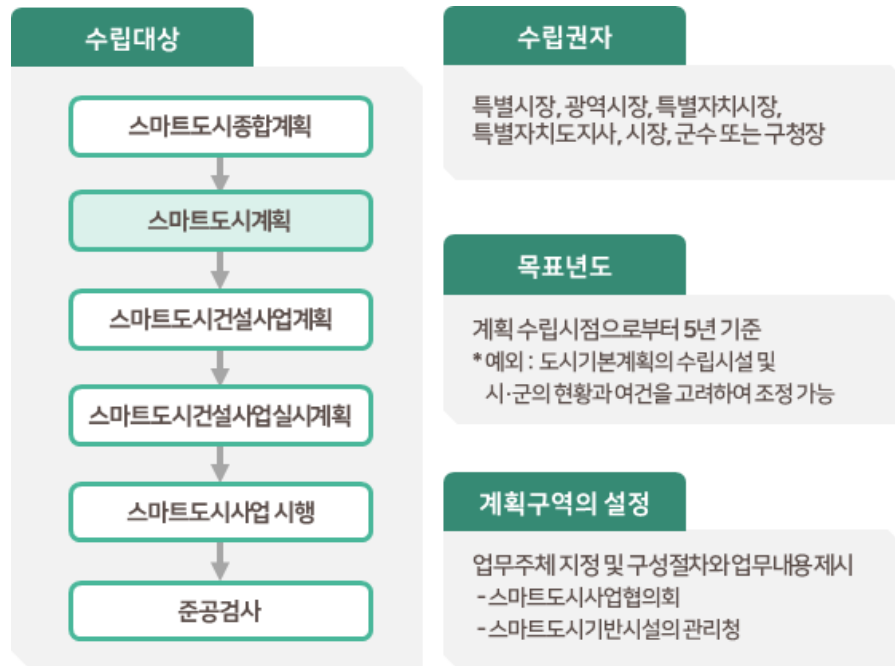 수립대상
스마트도시종합계획
스마트도시계획
스마트도시건설사업계획
스마트도시건설사업실시계획
스마트도시사업 시행
준공검사
수립권자
특별시장, 광역시장, 특별자치시장,
특별자치도지사, 시장, 군수 또는 구청장
목표년도
계획 수립시점으로부터 5년 기준
* 예외 : 도시기본계획의 수립시설 및
시·군의 현황과 여건을 고려하여 조정 가능
계획구역의 설정
업무주체 지정 및 구성절차와 업무내용 제시
- 스마트도시사업협의회
- 스마트도시기반시설의 관리청